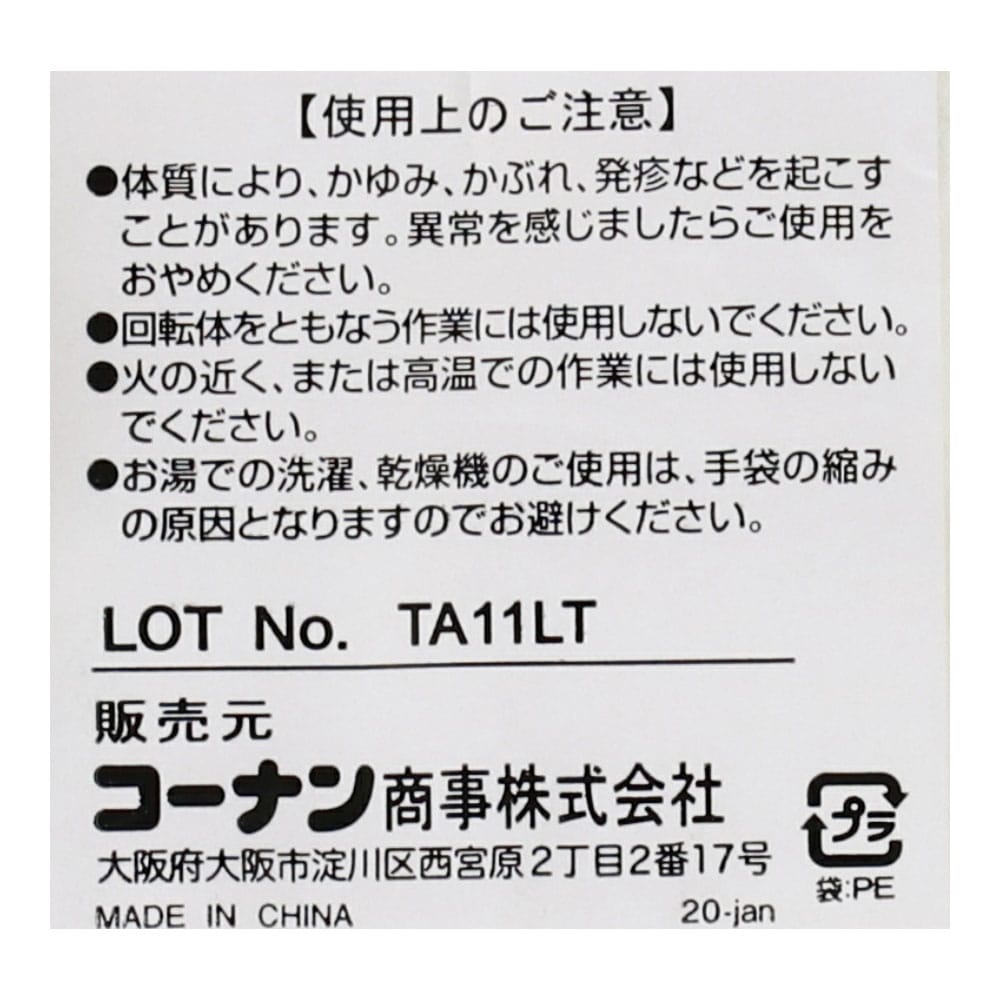 【使用上のご注意】
●体質により、かゆみ、かぶれ、発疹などを起こす
ことがあります。異常を感じましたらご使用を
おやめください。
●回転体をともなう作業には使用しないでください。
●火の近く、または高温での作業には使用しない
でください。
●お湯での洗濯、乾燥機のご使用は、手袋の縮み
の原因となりますのでお避けください。
LOT No. TA11LT
販売元
コーナン商事株式会社
大阪府大阪市淀川区西宮原2丁目2番17号
プラ
袋:PE
MADE IN CHINA 20-jan